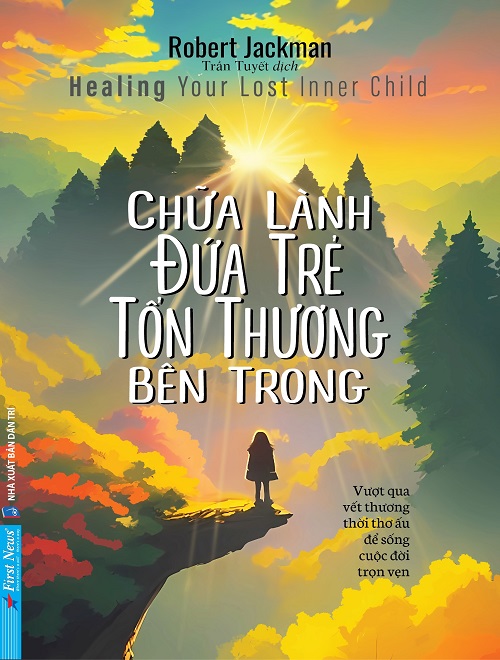 Robert Jackman
Trần Tuyết dịch
Healing Your Lost Inner Child
CHỮA LÀNH
ĐỨA TRẺ
TỔN THƯƠNG
BÊN TRONG
Vượt qua
vết thương
thời thơ ấu
để sống
cuộc đời
trọn vẹn
NHÀ XUẤT BẢN DÂN TRÍ
First News